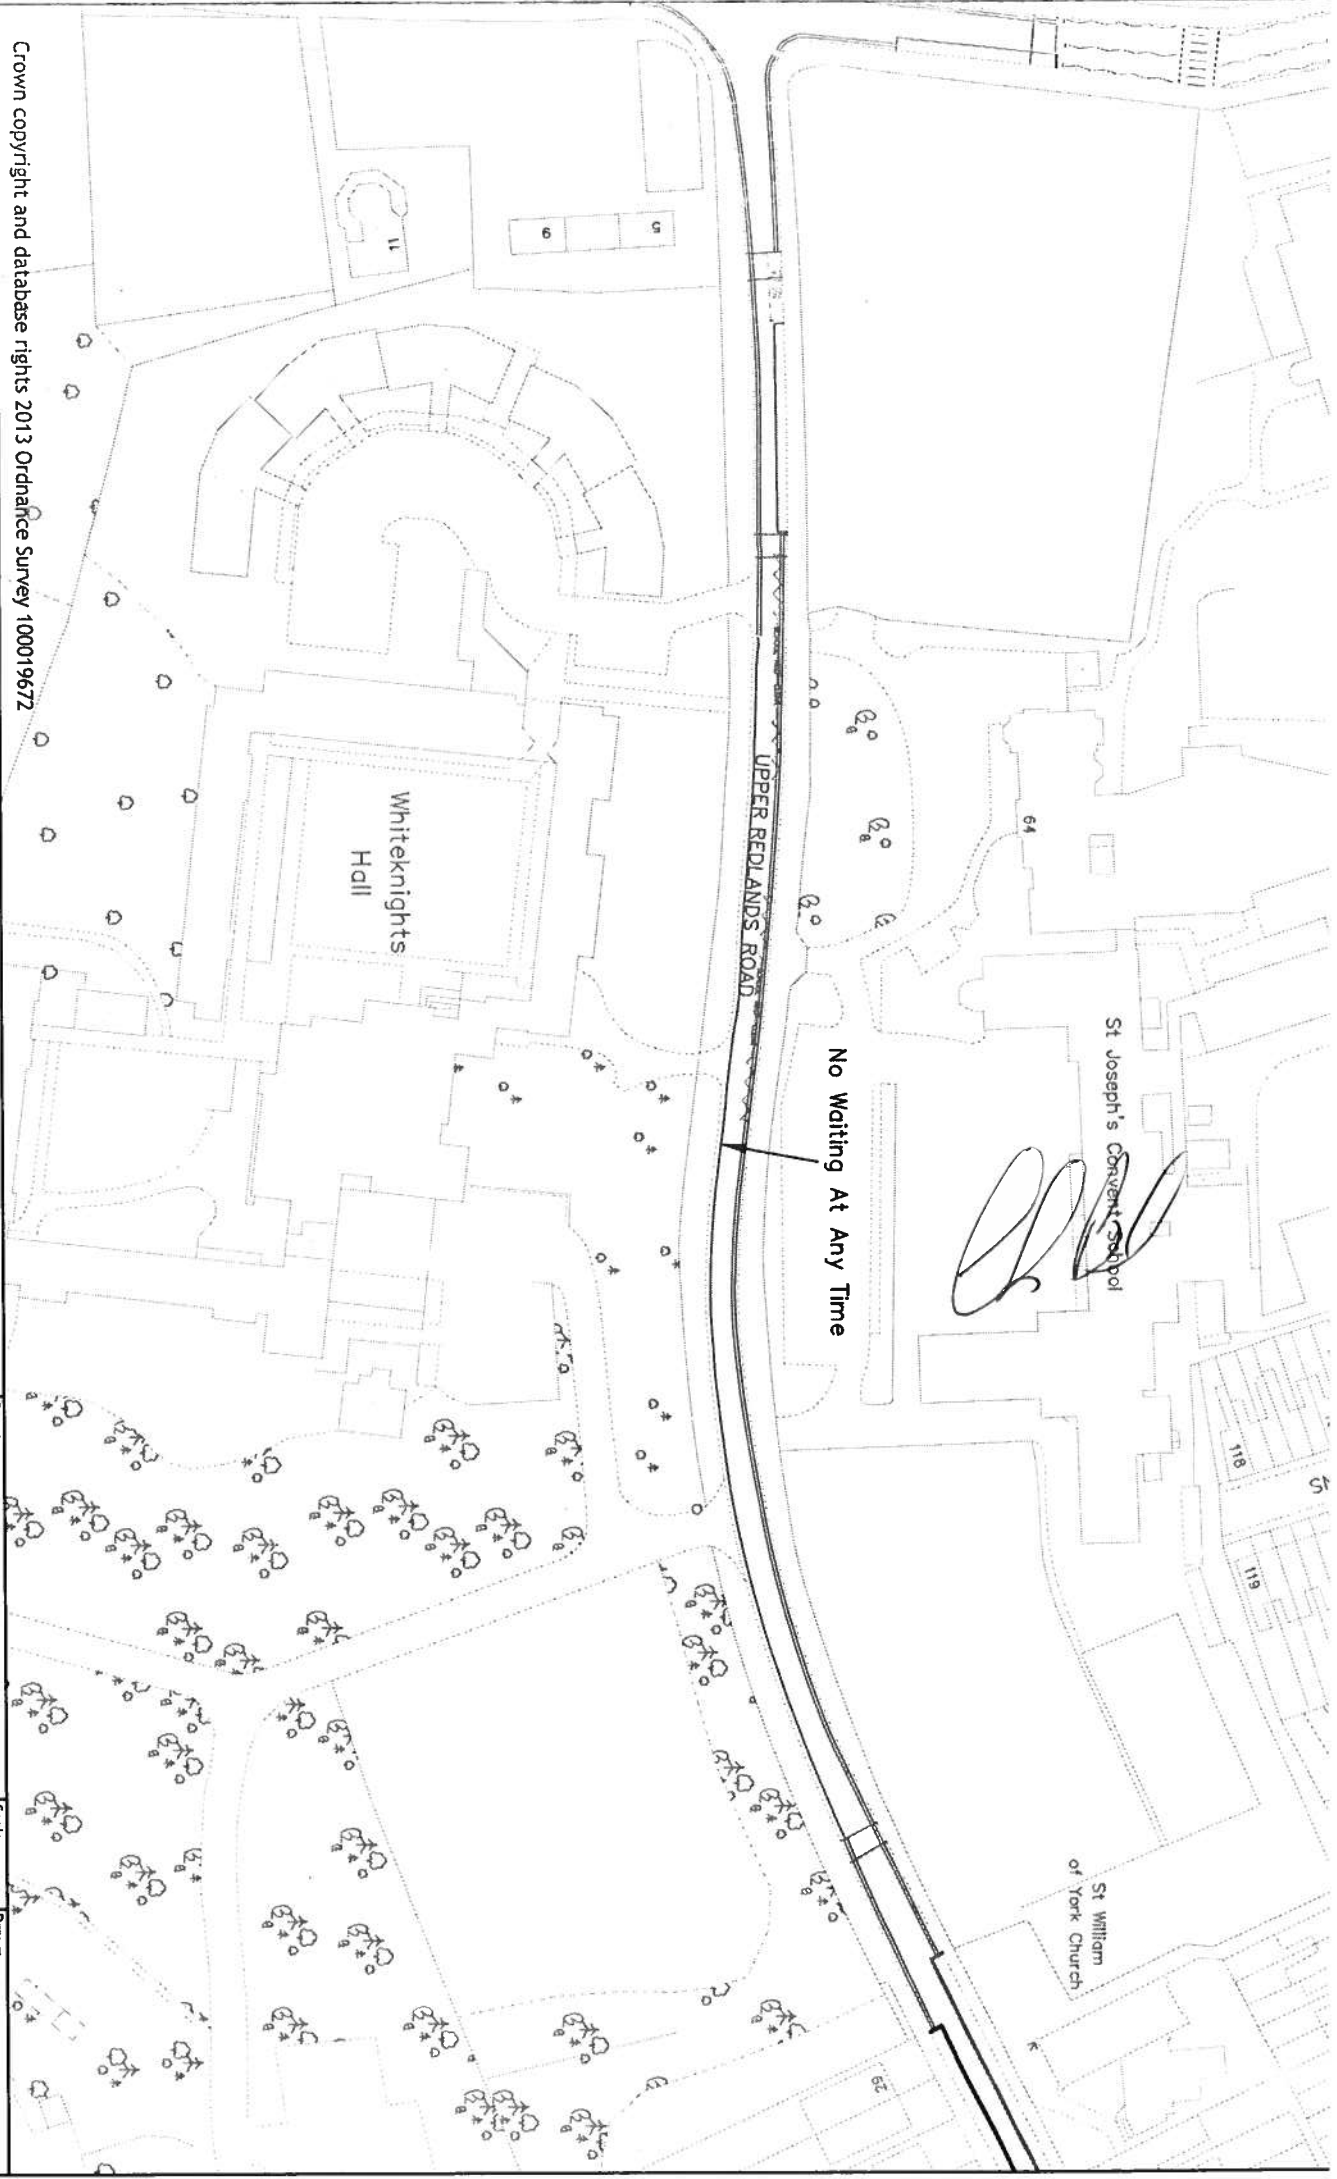 St Joseph's Convent School
St William
of York Church
118
119
64
No Waiting At Any Time
UPPER REDLANDS ROAD
Whiteknights
Hall
5
9
11
29
Crown copyright and database rights 2013 Ordnance Survey 100019672